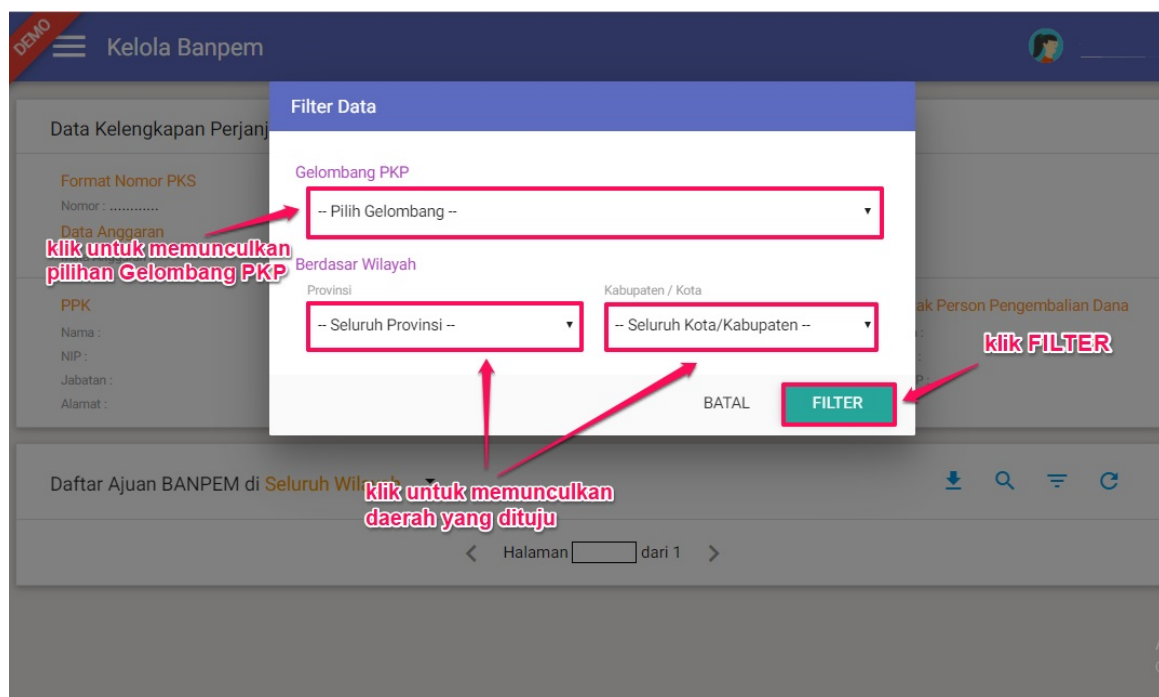 DEMO
Kelola Banpem
Filter Data
Data Kelengkapan Perjanj
Gelombang PKP
Format Nomor PKS
-- Pilih Gelombang --
Nomor : ............
Data Anggaran
klik untuk memunculkan
pilihan Gelombang PKP
Berdasar Wilayah
Provinsi
Kabupaten / Kota
-- Seluruh Provinsi --
-- Seluruh Kota/Kabupaten --
PPK
ak Person Pengembalian Dana
Nama :
NIP :
Jabatan :
Alamat :
klik FILTER
BATAL
FILTER
Daftar Ajuan BANPEM di Seluruh
klik untuk memunculkan
daerah yang dituju
Halaman
dari 1